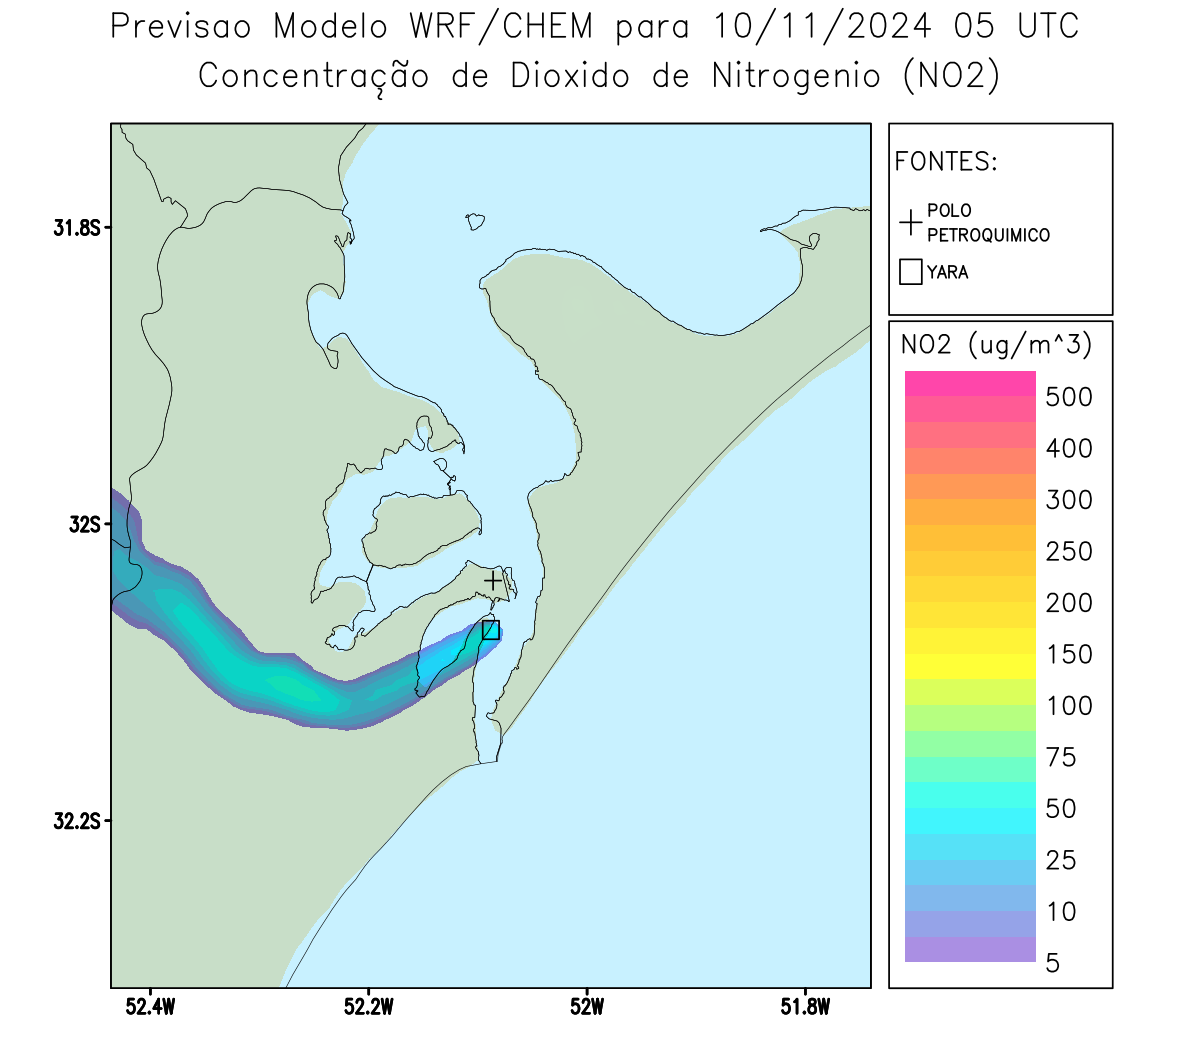 Previsao Modelo WRF/CHEM para 10/11/2024 05 UTC
Concentração de Dioxido de Nitrogenio (NO2)
FONTES:
POLO
PETROQUIMICO
YARA
NO2 (ug/m^3)
500
400
300
250
200
150
100
75
50
25
10
5
31.8S
32S
32.2S
52.4W
52.2W
52W
51.8W